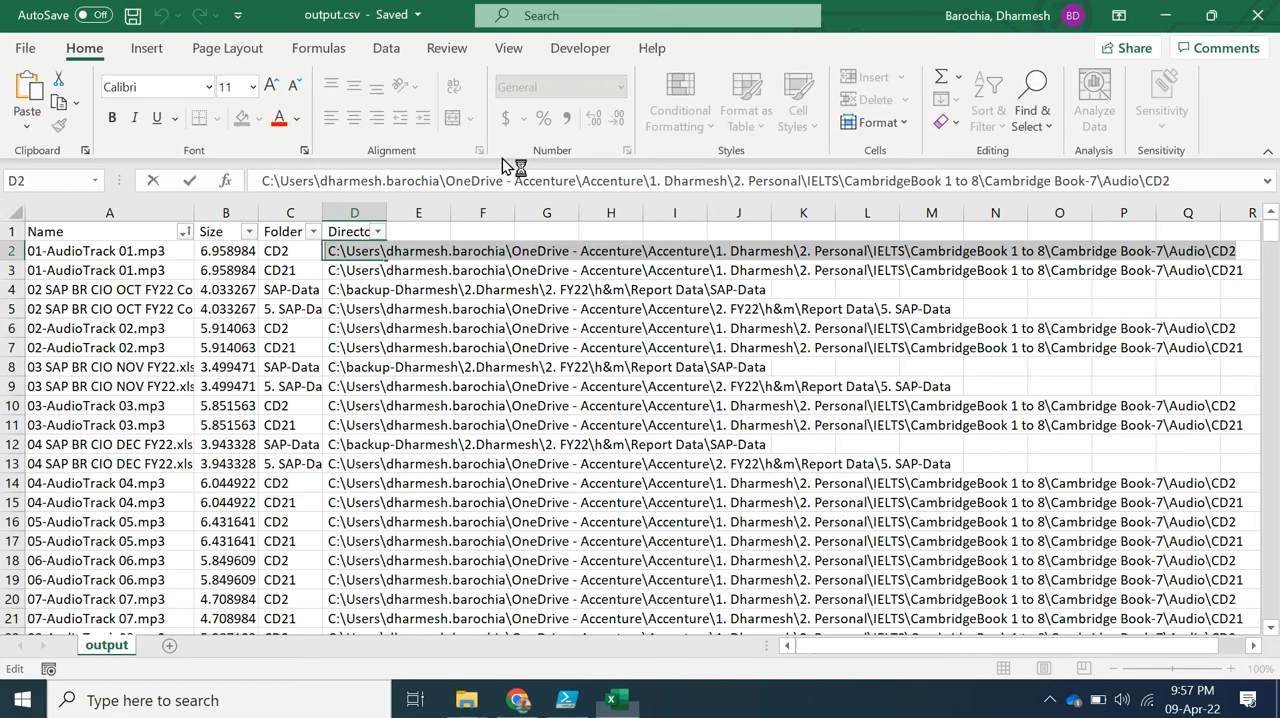 AutoSave Off output.csv - Saved Search Barochia, Dharmesh BD
File Home Insert Page Layout Formulas Data Review View Developer Help Share Comments
Paste Calibri 11 A A General Conditional Formatting Format as Table Cell Styles Insert Delete Format Sort & Filter Find & Select Analyze Data Sensitivity
B I U A $ %
Clipboard Font Alignment Number Styles Cells Editing Analysis Sensitivity
D2 fx C:\Users\dharmesh.barochia\OneDrive - Accenture\Accenture\1. Dharmesh\2. Personal\IELTS\CambridgeBook 1 to 8\Cambridge Book-7\Audio\CD2
A B C D E F G H I J K L M N O P Q R
1 Name Size Folder Directo
2 01-AudioTrack 01.mp3 6.958984 CD2 C:\Users\dharmesh.barochia\OneDrive - Accenture\Accenture\1. Dharmesh\2. Personal\IELTS\CambridgeBook 1 to 8\Cambridge Book-7\Audio\CD2
3 01-AudioTrack 01.mp3 6.958984 CD21 C:\Users\dharmesh.barochia\OneDrive - Accenture\Accenture\1. Dharmesh\2. Personal\IELTS\CambridgeBook 1 to 8\Cambridge Book-7\Audio\CD21
4 02 SAP BR CIO OCT FY22 Co 4.033267 SAP-Data C:\backup-Dharmesh\2.Dharmesh\2. FY22\h&m\Report Data\SAP-Data
5 02 SAP BR CIO OCT FY22 Co 4.033267 5. SAP-Da C:\Users\dharmesh.barochia\OneDrive - Accenture\Accenture\2. FY22\h&m\Report Data\5. SAP-Data
6 02-AudioTrack 02.mp3 5.914063 CD2 C:\Users\dharmesh.barochia\OneDrive - Accenture\Accenture\1. Dharmesh\2. Personal\IELTS\CambridgeBook 1 to 8\Cambridge Book-7\Audio\CD2
7 02-AudioTrack 02.mp3 5.914063 CD21 C:\Users\dharmesh.barochia\OneDrive - Accenture\Accenture\1. Dharmesh\2. Personal\IELTS\CambridgeBook 1 to 8\Cambridge Book-7\Audio\CD21
8 03 SAP BR CIO NOV FY22.xls 3.499471 SAP-Data C:\backup-Dharmesh\2.Dharmesh\2. FY22\h&m\Report Data\SAP-Data
9 03 SAP BR CIO NOV FY22.xls 3.499471 5. SAP-Da C:\Users\dharmesh.barochia\OneDrive - Accenture\Accenture\2. FY22\h&m\Report Data\5. SAP-Data
10 03-AudioTrack 03.mp3 5.851563 CD2 C:\Users\dharmesh.barochia\OneDrive - Accenture\Accenture\1. Dharmesh\2. Personal\IELTS\CambridgeBook 1 to 8\Cambridge Book-7\Audio\CD2
11 03-AudioTrack 03.mp3 5.851563 CD21 C:\Users\dharmesh.barochia\OneDrive - Accenture\Accenture\1. Dharmesh\2. Personal\IELTS\CambridgeBook 1 to 8\Cambridge Book-7\Audio\CD21
12 04 SAP BR CIO DEC FY22.xls 3.943328 SAP-Data C:\backup-Dharmesh\2.Dharmesh\2. FY22\h&m\Report Data\SAP-Data
13 04 SAP BR CIO DEC FY22.xls 3.943328 5. SAP-Da C:\Users\dharmesh.barochia\OneDrive - Accenture\Accenture\2. FY22\h&m\Report Data\5. SAP-Data
14 04-AudioTrack 04.mp3 6.044922 CD2 C:\Users\dharmesh.barochia\OneDrive - Accenture\Accenture\1. Dharmesh\2. Personal\IELTS\CambridgeBook 1 to 8\Cambridge Book-7\Audio\CD2
15 04-AudioTrack 04.mp3 6.044922 CD21 C:\Users\dharmesh.barochia\OneDrive - Accenture\Accenture\1. Dharmesh\2. Personal\IELTS\CambridgeBook 1 to 8\Cambridge Book-7\Audio\CD21
16 05-AudioTrack 05.mp3 6.431641 CD2 C:\Users\dharmesh.barochia\OneDrive - Accenture\Accenture\1. Dharmesh\2. Personal\IELTS\CambridgeBook 1 to 8\Cambridge Book-7\Audio\CD2
17 05-AudioTrack 05.mp3 6.431641 CD21 C:\Users\dharmesh.barochia\OneDrive - Accenture\Accenture\1. Dharmesh\2. Personal\IELTS\CambridgeBook 1 to 8\Cambridge Book-7\Audio\CD21
18 06-AudioTrack 06.mp3 5.849609 CD2 C:\Users\dharmesh.barochia\OneDrive - Accenture\Accenture\1. Dharmesh\2. Personal\IELTS\CambridgeBook 1 to 8\Cambridge Book-7\Audio\CD2
19 06-AudioTrack 06.mp3 5.849609 CD21 C:\Users\dharmesh.barochia\OneDrive - Accenture\Accenture\1. Dharmesh\2. Personal\IELTS\CambridgeBook 1 to 8\Cambridge Book-7\Audio\CD21
20 07-AudioTrack 07.mp3 4.708984 CD2 C:\Users\dharmesh.barochia\OneDrive - Accenture\Accenture\1. Dharmesh\2. Personal\IELTS\CambridgeBook 1 to 8\Cambridge Book-7\Audio\CD2
21 07-AudioTrack 07.mp3 4.708984 CD21 C:\Users\dharmesh.barochia\OneDrive - Accenture\Accenture\1. Dharmesh\2. Personal\IELTS\CambridgeBook 1 to 8\Cambridge Book-7\Audio\CD21
output
Edit 100%
Type here to search 9:57 PM
09-Apr-22